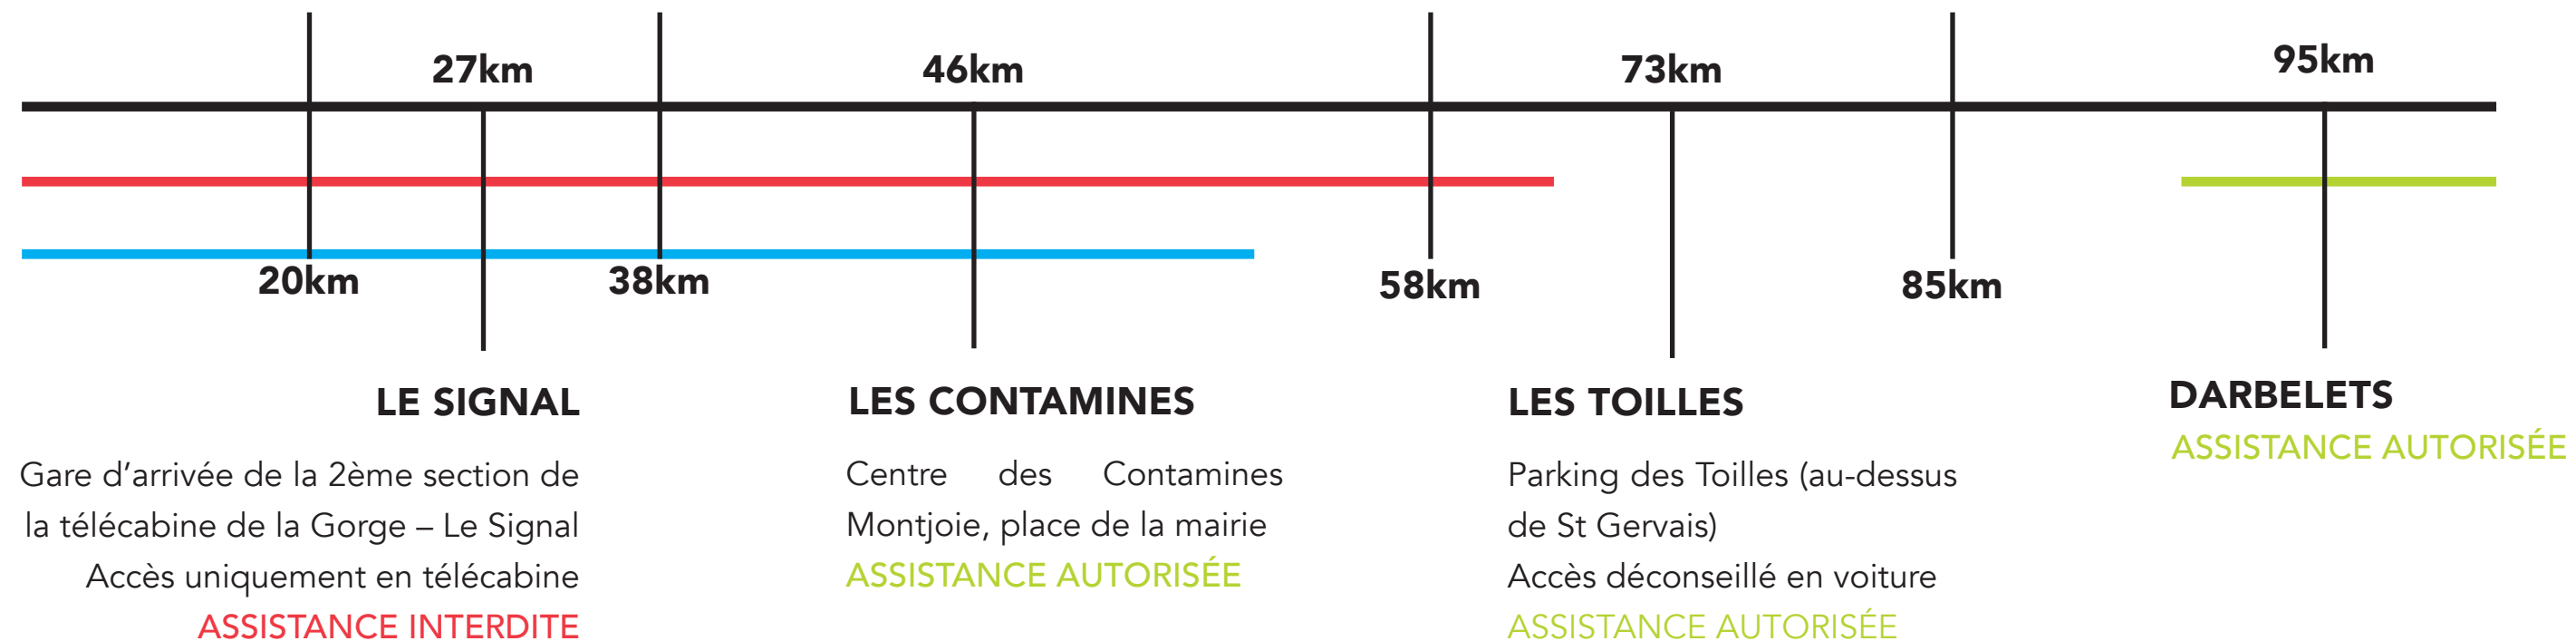 27km
46km
73km
95km
20km
38km
58km
85km
LE SIGNAL
Gare d’arrivée de la 2ème section de
la télécabine de la Gorge – Le Signal
Accès uniquement en télécabine
ASSISTANCE INTERDITE
LES CONTAMINES
Centre des Contamines
Montjoie, place de la mairie
ASSISTANCE AUTORISÉE
LES TOILLES
Parking des Toilles (au-dessus
de St Gervais)
Accès déconseillé en voiture
ASSISTANCE AUTORISÉE
DARBELETS
ASSISTANCE AUTORISÉE